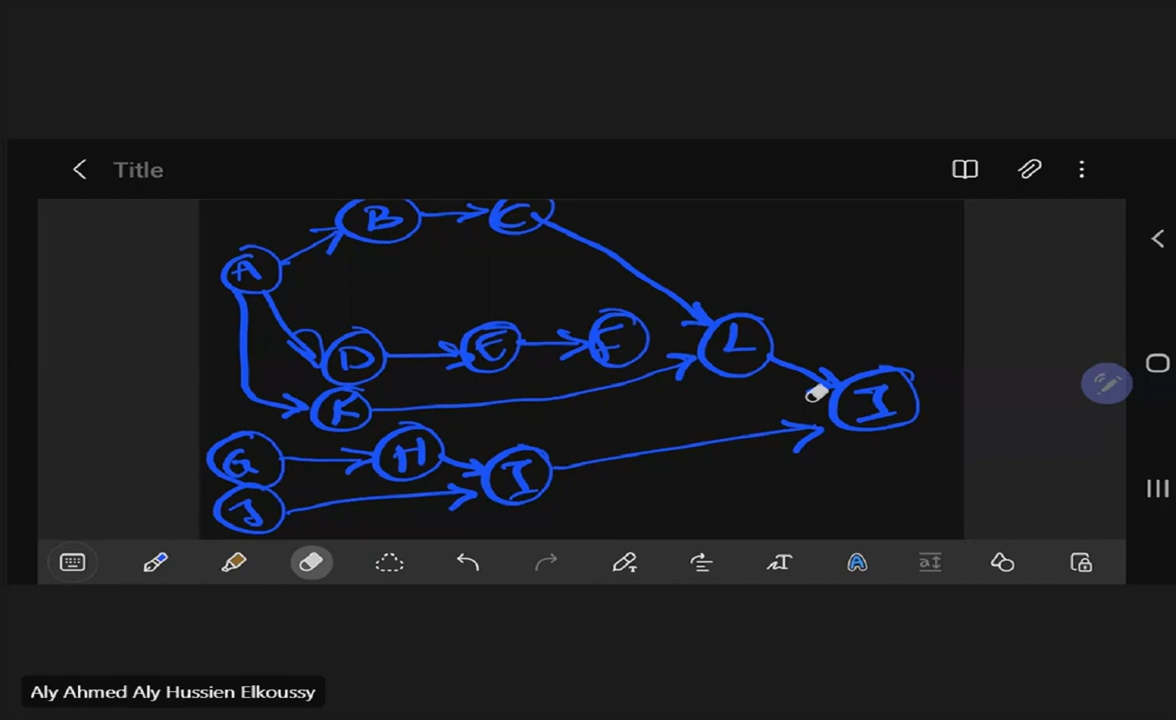 Title
B C
A
D E F L
K I
G H I
J
Aly Ahmed Aly Hussien Elkoussy